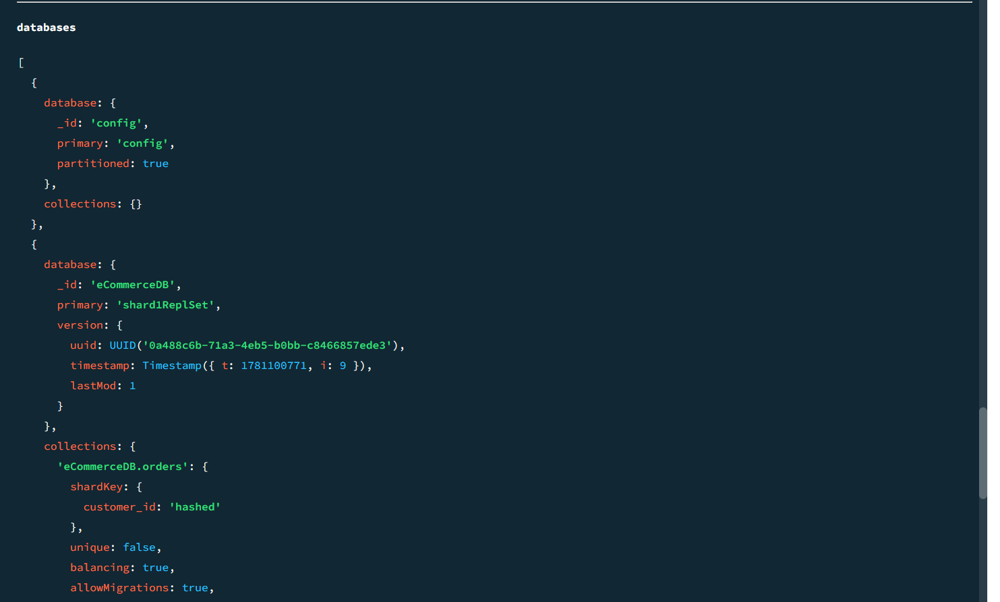 databases
[
{
database: {
_id: 'config',
primary: 'config',
partitioned: true
},
collections: {}
},
{
database: {
_id: 'eCommerceDB',
primary: 'shard1ReplSet',
version: {
uuid: UUID('0a488c6b-71a3-4eb5-b0bb-c8466857ede3'),
timestamp: Timestamp({ t: 1781100771, i: 9 }),
lastMod: 1
}
},
collections: {
'eCommerceDB.orders': {
shardKey: {
customer_id: 'hashed'
},
unique: false,
balancing: true,
allowMigrations: true,